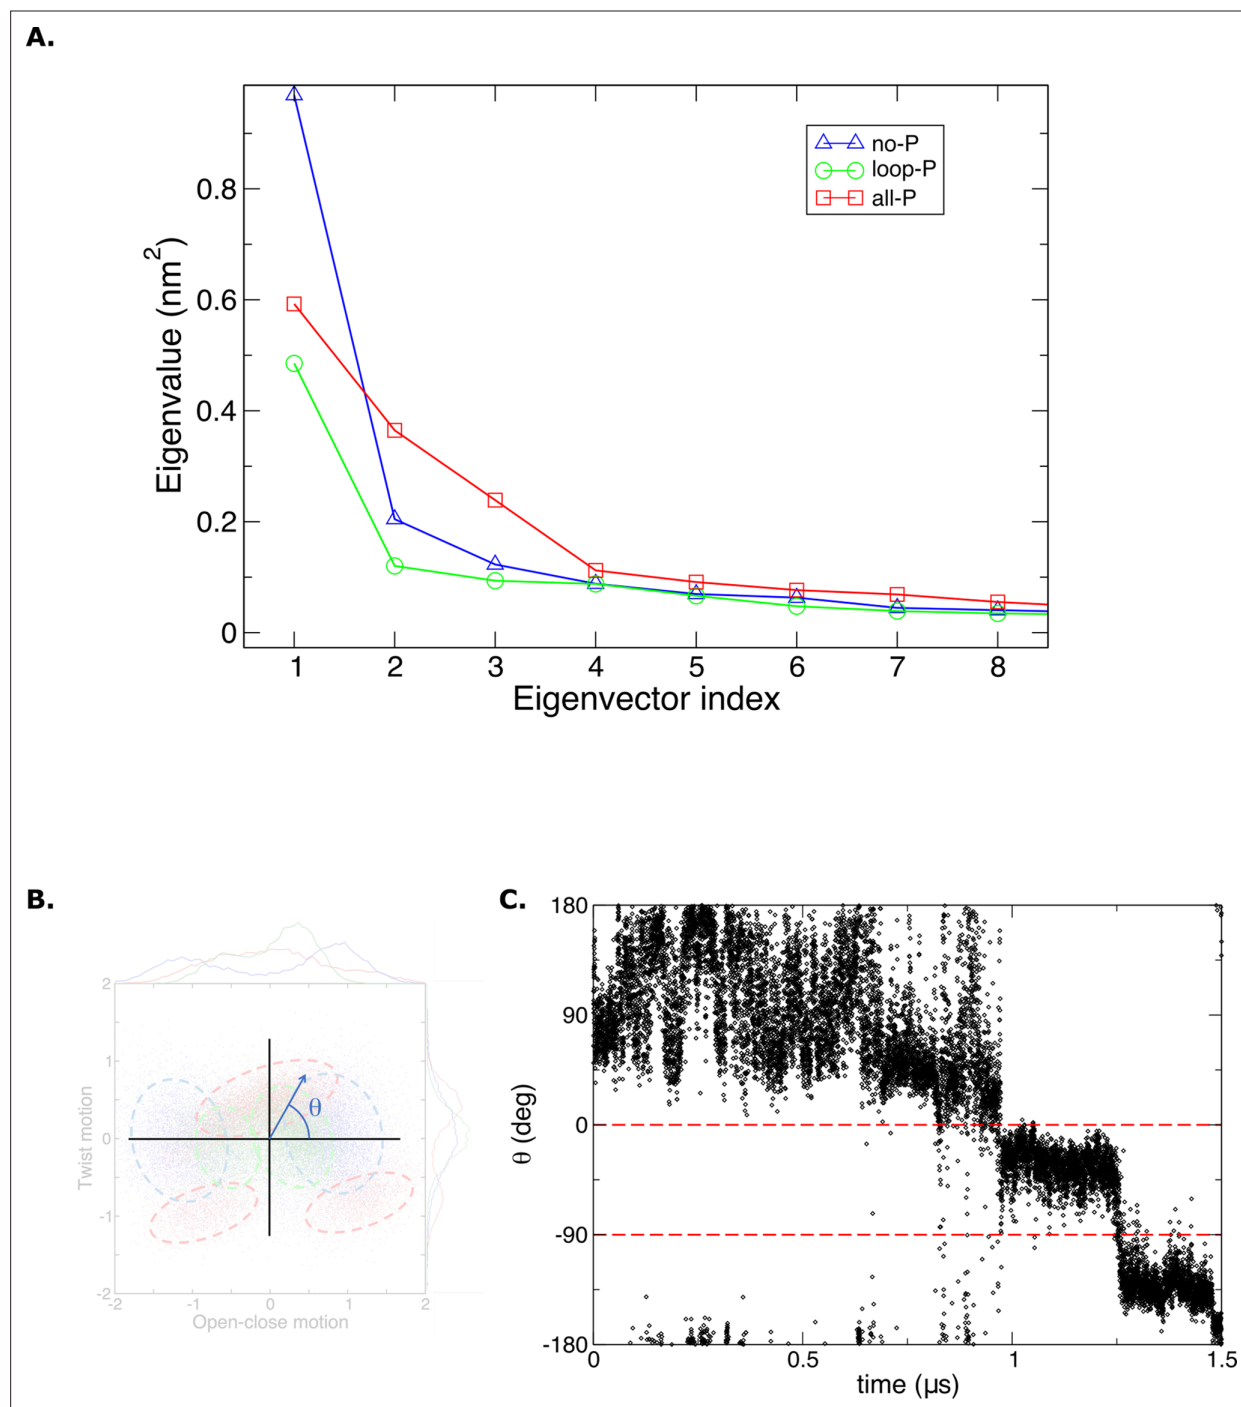 A.
Eigenvalue (nm²)
0.8
0.6
0.4
0.2
0
no-P
loop-P
all-P
1 2 3 4 5 6 7 8
Eigenvector index
B.
Twist motion
2
1
0
-1
-2
θ
-2 -1 0 1 2
Open-close motion
C.
θ (deg)
180
90
0
-90
-180
0 0.5 1 1.5
time (µs)